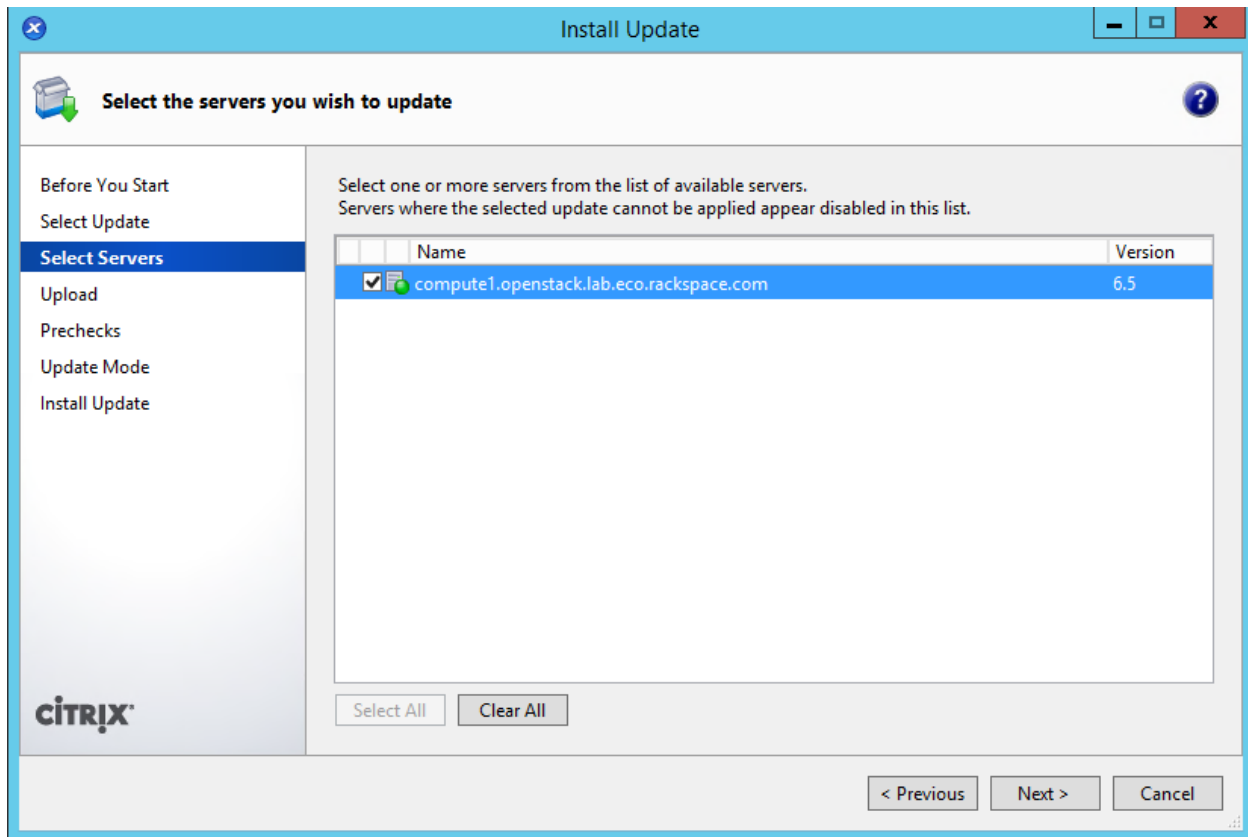 Install Update
Select the servers you wish to update
Before You Start
Select Update
Select Servers
Upload
Prechecks
Update Mode
Install Update
CİTRIX
Select one or more servers from the list of available servers.
Servers where the selected update cannot be applied appear disabled in this list.
Name Version
compute1.openstack.lab.eco.rackspace.com 6.5
Select All Clear All
< Previous Next > Cancel